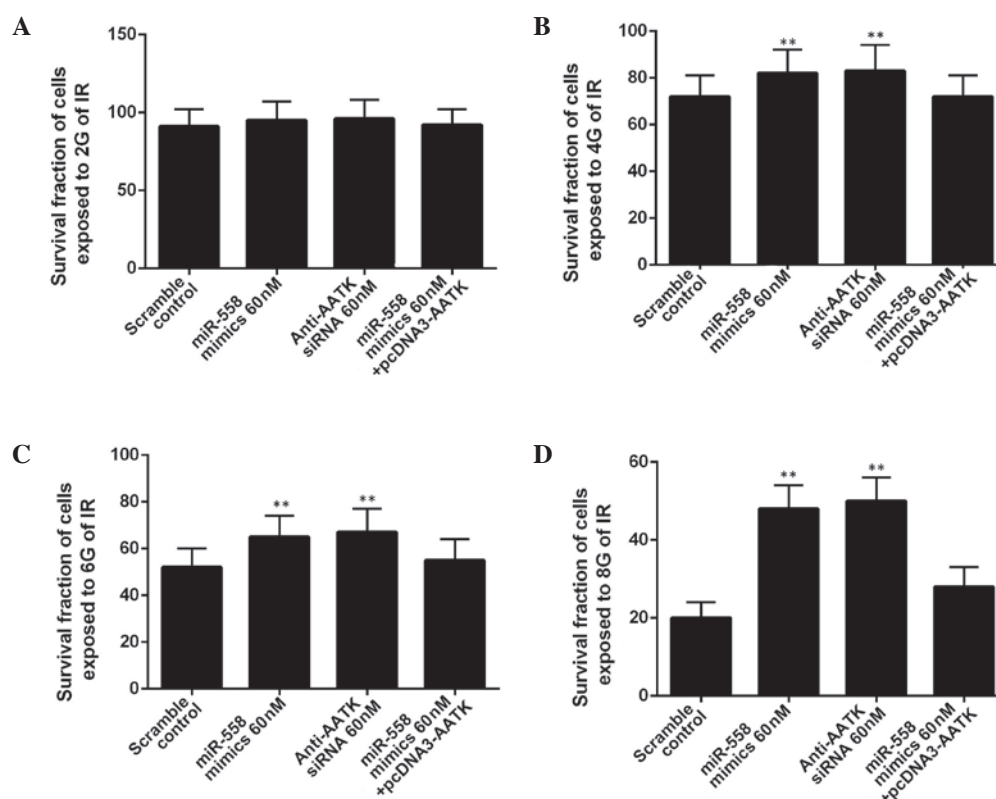 A
Survival fraction of cells
exposed to 2G of IR
150
100
50
0
Scramble
control
miR-558
mimics 60nM
Anti-AATK
siRNA 60nM
miR-558
mimics 60nM
+pcDNA3-AATK
B
Survival fraction of cells
exposed to 4G of IR
100
80
60
40
20
0
**
**
Scramble
control
miR-558
mimics 60nM
Anti-AATK
siRNA 60nM
miR-558
mimics 60nM
+pcDNA3-AATK
C
Survival fraction of cells
exposed to 6G of IR
100
80
60
40
20
0
**
**
Scramble
control
miR-558
mimics 60nM
Anti-AATK
siRNA 60nM
miR-558
mimics 60nM
+pcDNA3-AATK
D
Survival fraction of cells
exposed to 8G of IR
60
40
20
0
**
**
Scramble
control
miR-558
mimics 60nM
Anti-AATK
siRNA 60nM
miR-558
mimics 60nM
+pcDNA3-AATK